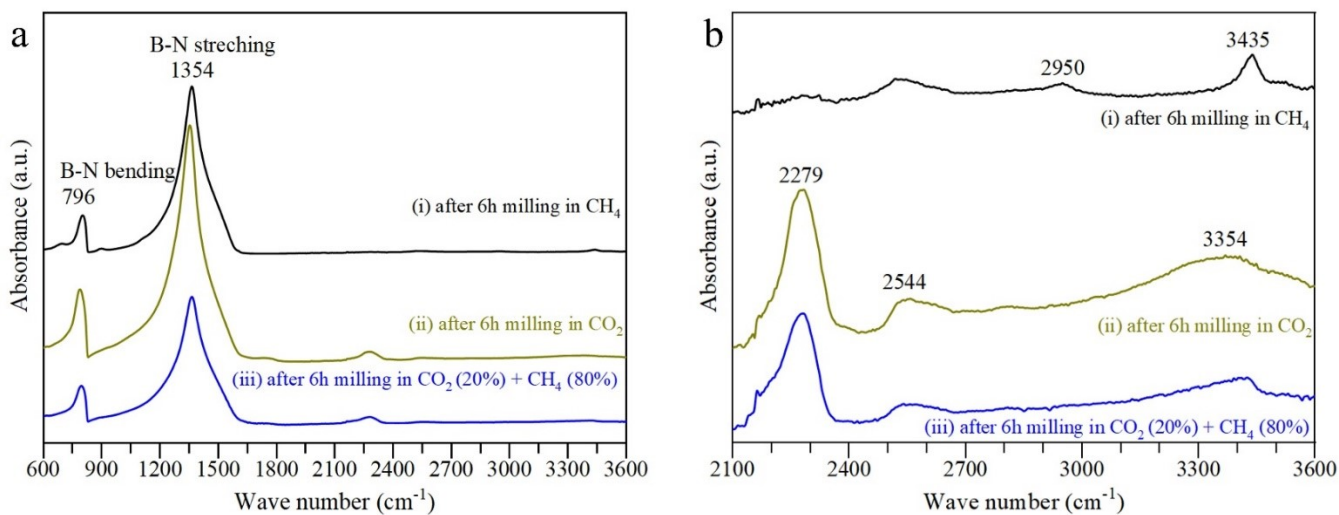 a
B-N streching
1354
B-N bending
796
(i) after 6h milling in CH₄
(ii) after 6h milling in CO₂
(iii) after 6h milling in CO₂ (20%) + CH₄ (80%)
Absorbance (a.u.)
600 900 1200 1500 1800 2100 2400 2700 3000 3300 3600
Wave number (cm⁻¹)
b
2950
3435
(i) after 6h milling in CH₄
2279
2544
3354
(ii) after 6h milling in CO₂
(iii) after 6h milling in CO₂ (20%) + CH₄ (80%)
Absorbance (a.u.)
2100 2400 2700 3000 3300 3600
Wave number (cm⁻¹)